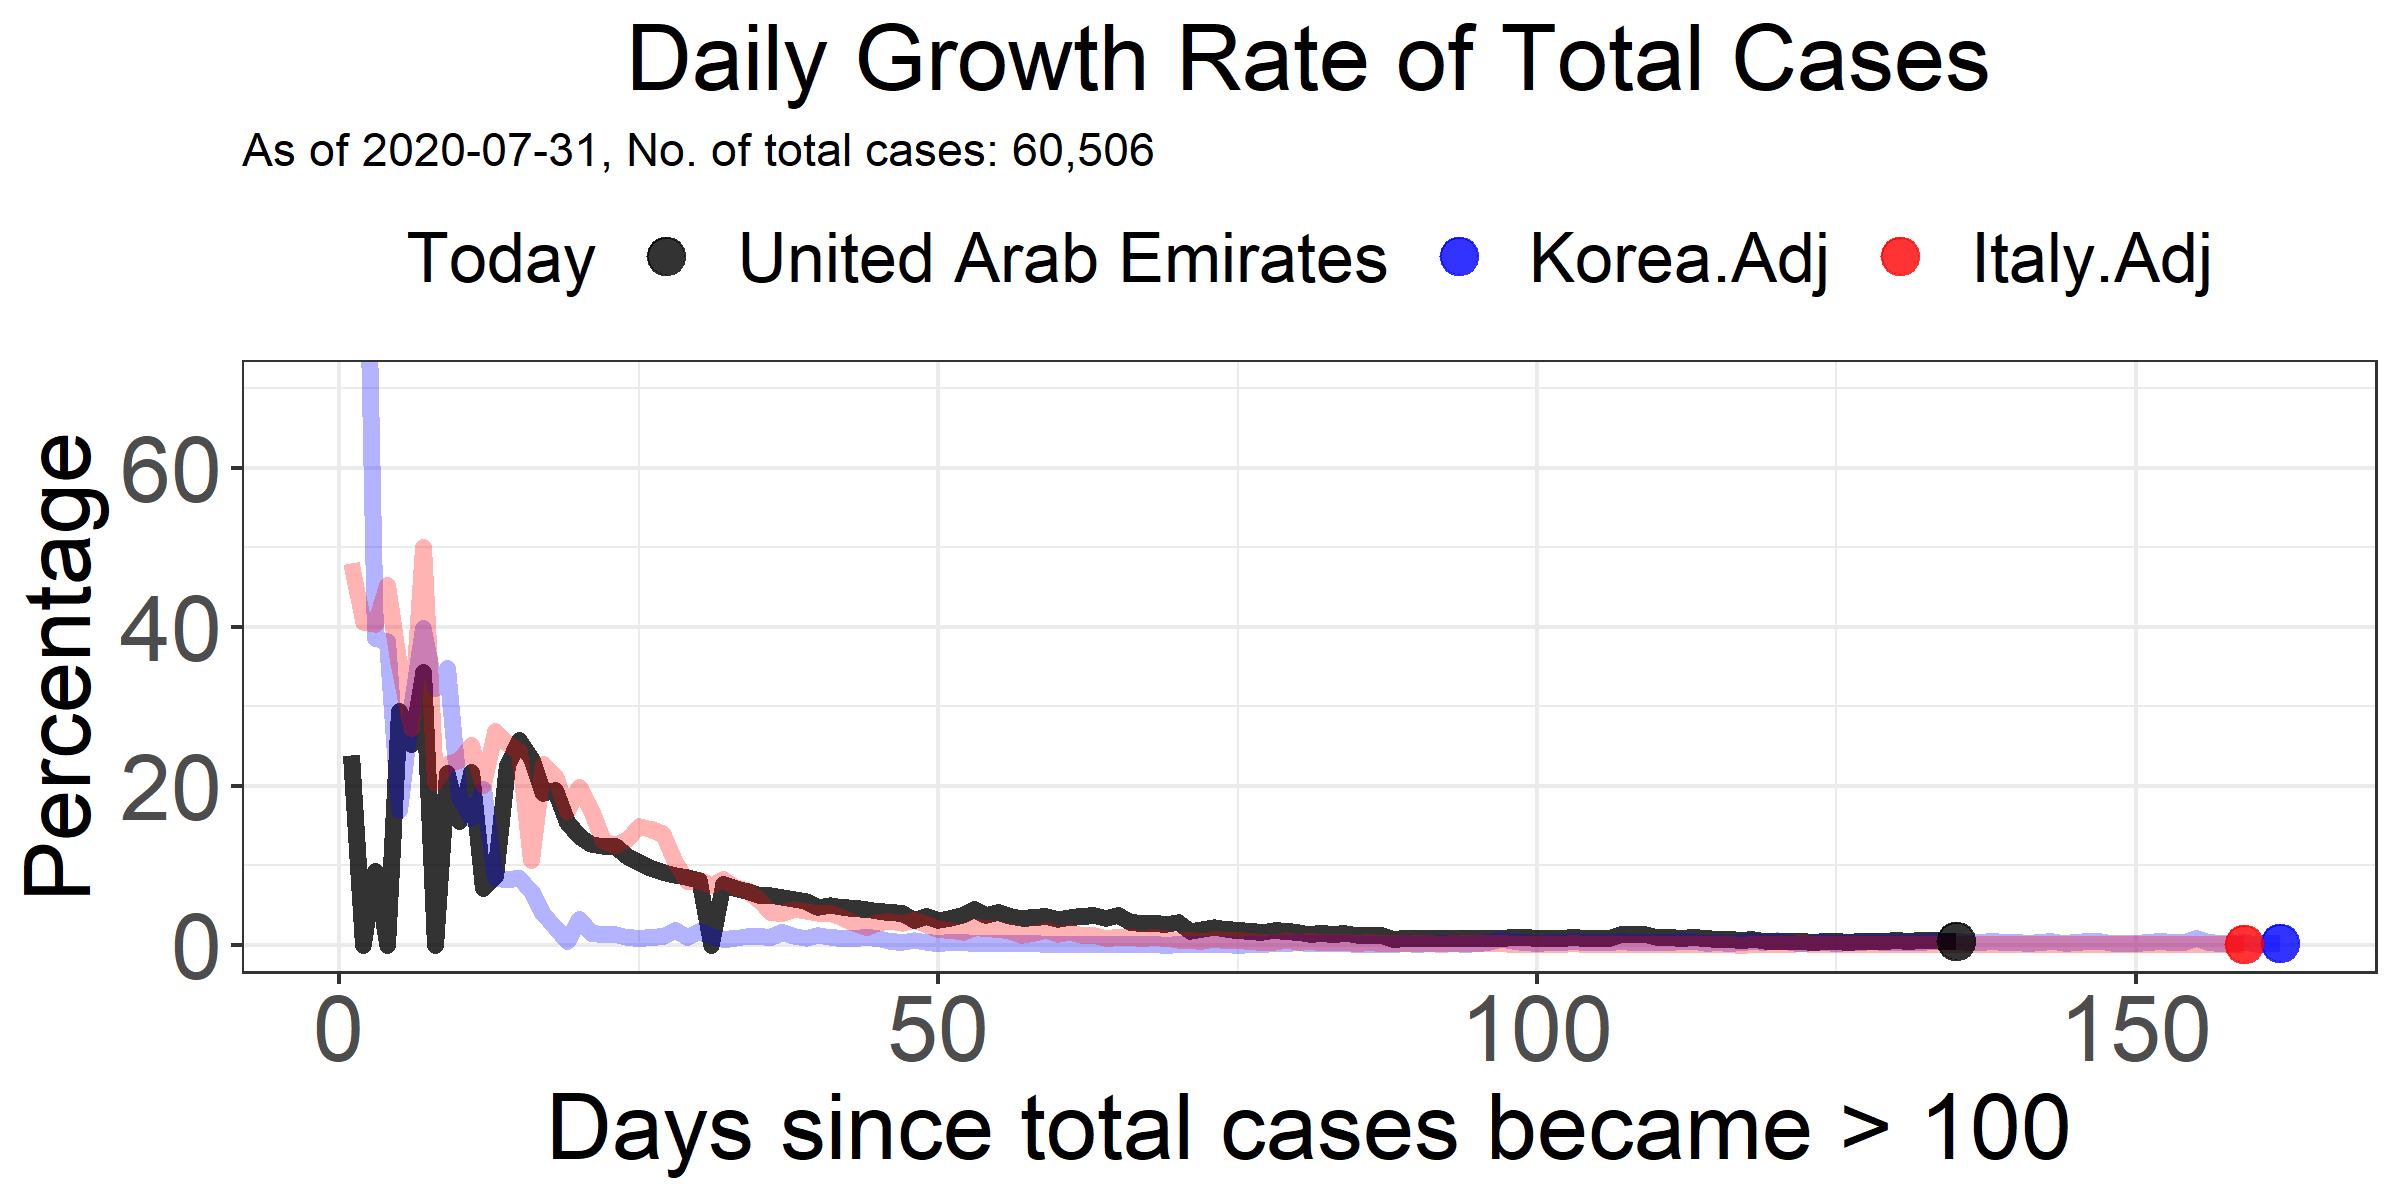 Daily Growth Rate of Total Cases
As of 2020-07-31, No. of total cases: 60,506
Today United Arab Emirates Korea.Adj Italy.Adj
Percentage
60
40
20
0
0 50 100 150
Days since total cases became > 100